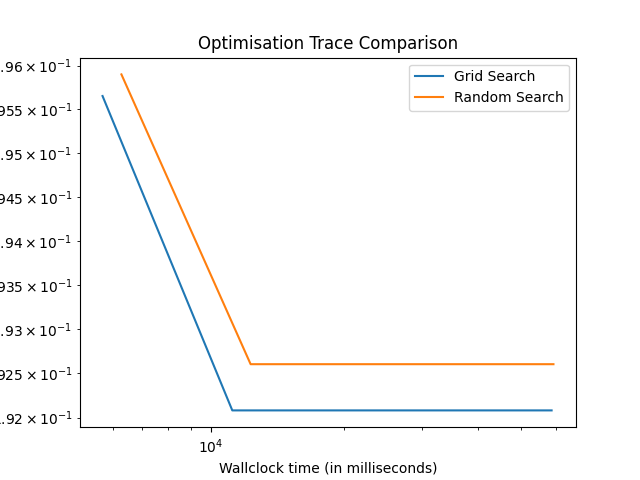 Optimisation Trace Comparison
Grid Search
Random Search
.96 × 10⁻¹
955 × 10⁻¹
.95 × 10⁻¹
945 × 10⁻¹
.94 × 10⁻¹
935 × 10⁻¹
.93 × 10⁻¹
925 × 10⁻¹
.92 × 10⁻¹
10⁴
Wallclock time (in milliseconds)